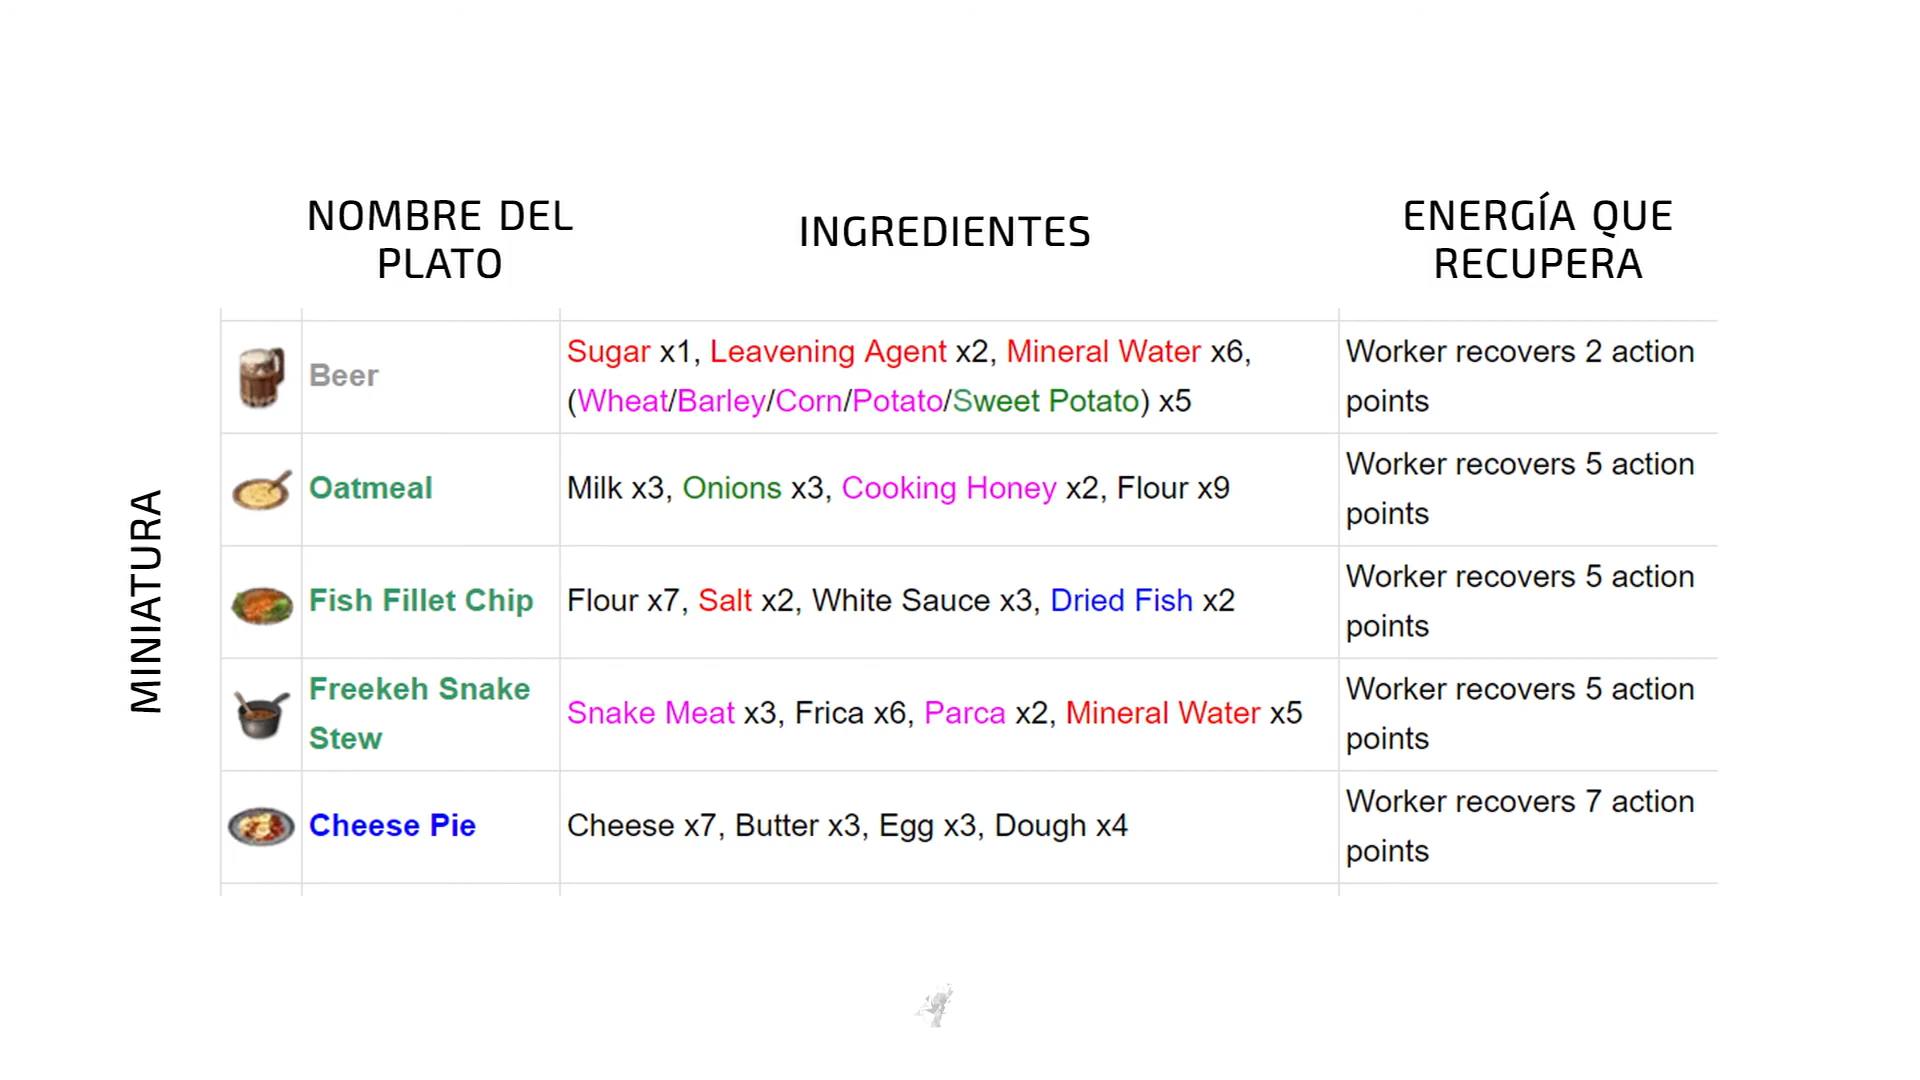 NOMBRE DEL
PLATO
INGREDIENTES
ENERGÍA QUE
RECUPERA
MINIATURA
Beer
Sugar x1, Leavening Agent x2, Mineral Water x6,
(Wheat/Barley/Corn/Potato/Sweet Potato) x5
Worker recovers 2 action
points
Oatmeal
Milk x3, Onions x3, Cooking Honey x2, Flour x9
Worker recovers 5 action
points
Fish Fillet Chip
Flour x7, Salt x2, White Sauce x3, Dried Fish x2
Worker recovers 5 action
points
Freekeh Snake
Stew
Snake Meat x3, Frica x6, Parca x2, Mineral Water x5
Worker recovers 5 action
points
Cheese Pie
Cheese x7, Butter x3, Egg x3, Dough x4
Worker recovers 7 action
points